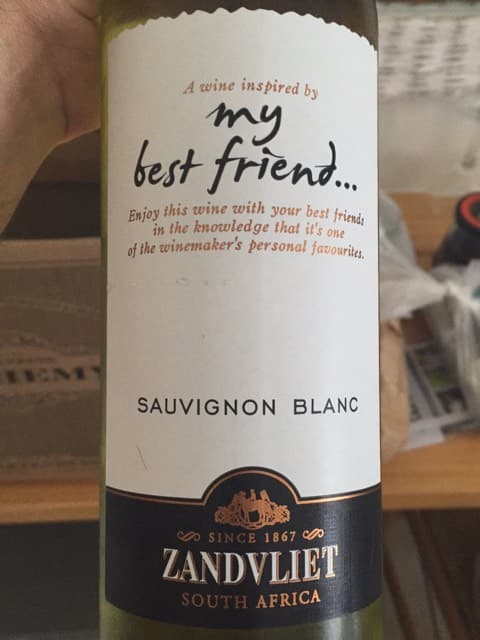 A wine inspired by
my
best friend...
Enjoy this wine with your best friends
in the knowledge that it's one
of the winemaker's personal favourites.
SAUVIGNON BLANC
SINCE 1867
ZANDVLIET
SOUTH AFRICA